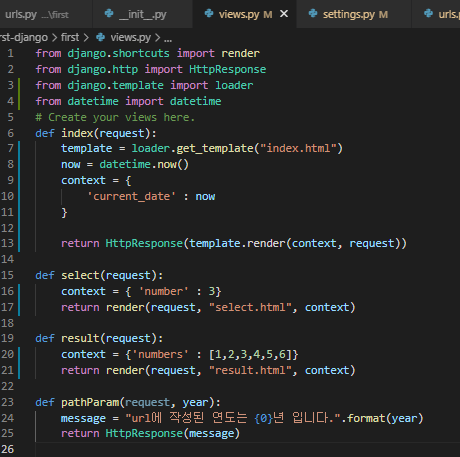 urls.py ...\first __init__.py views.py M settings.py M urls.p
rst-django > first > views.py > ...
1 from django.shortcuts import render
2 from django.http import HttpResponse
3 from django.template import loader
4 from datetime import datetime
5 # Create your views here.
6 def index(request):
7 template = loader.get_template("index.html")
8 now = datetime.now()
9 context = {
10 'current_date' : now
11 }
12
13 return HttpResponse(template.render(context, request))
14
15 def select(request):
16 context = { 'number' : 3}
17 return render(request, "select.html", context)
18
19 def result(request):
20 context = {'numbers' : [1,2,3,4,5,6]}
21 return render(request, "result.html", context)
22
23 def pathParam(request, year):
24 message = "url에 작성된 연도는 {0}년 입니다.".format(year)
25 return HttpResponse(message)
26